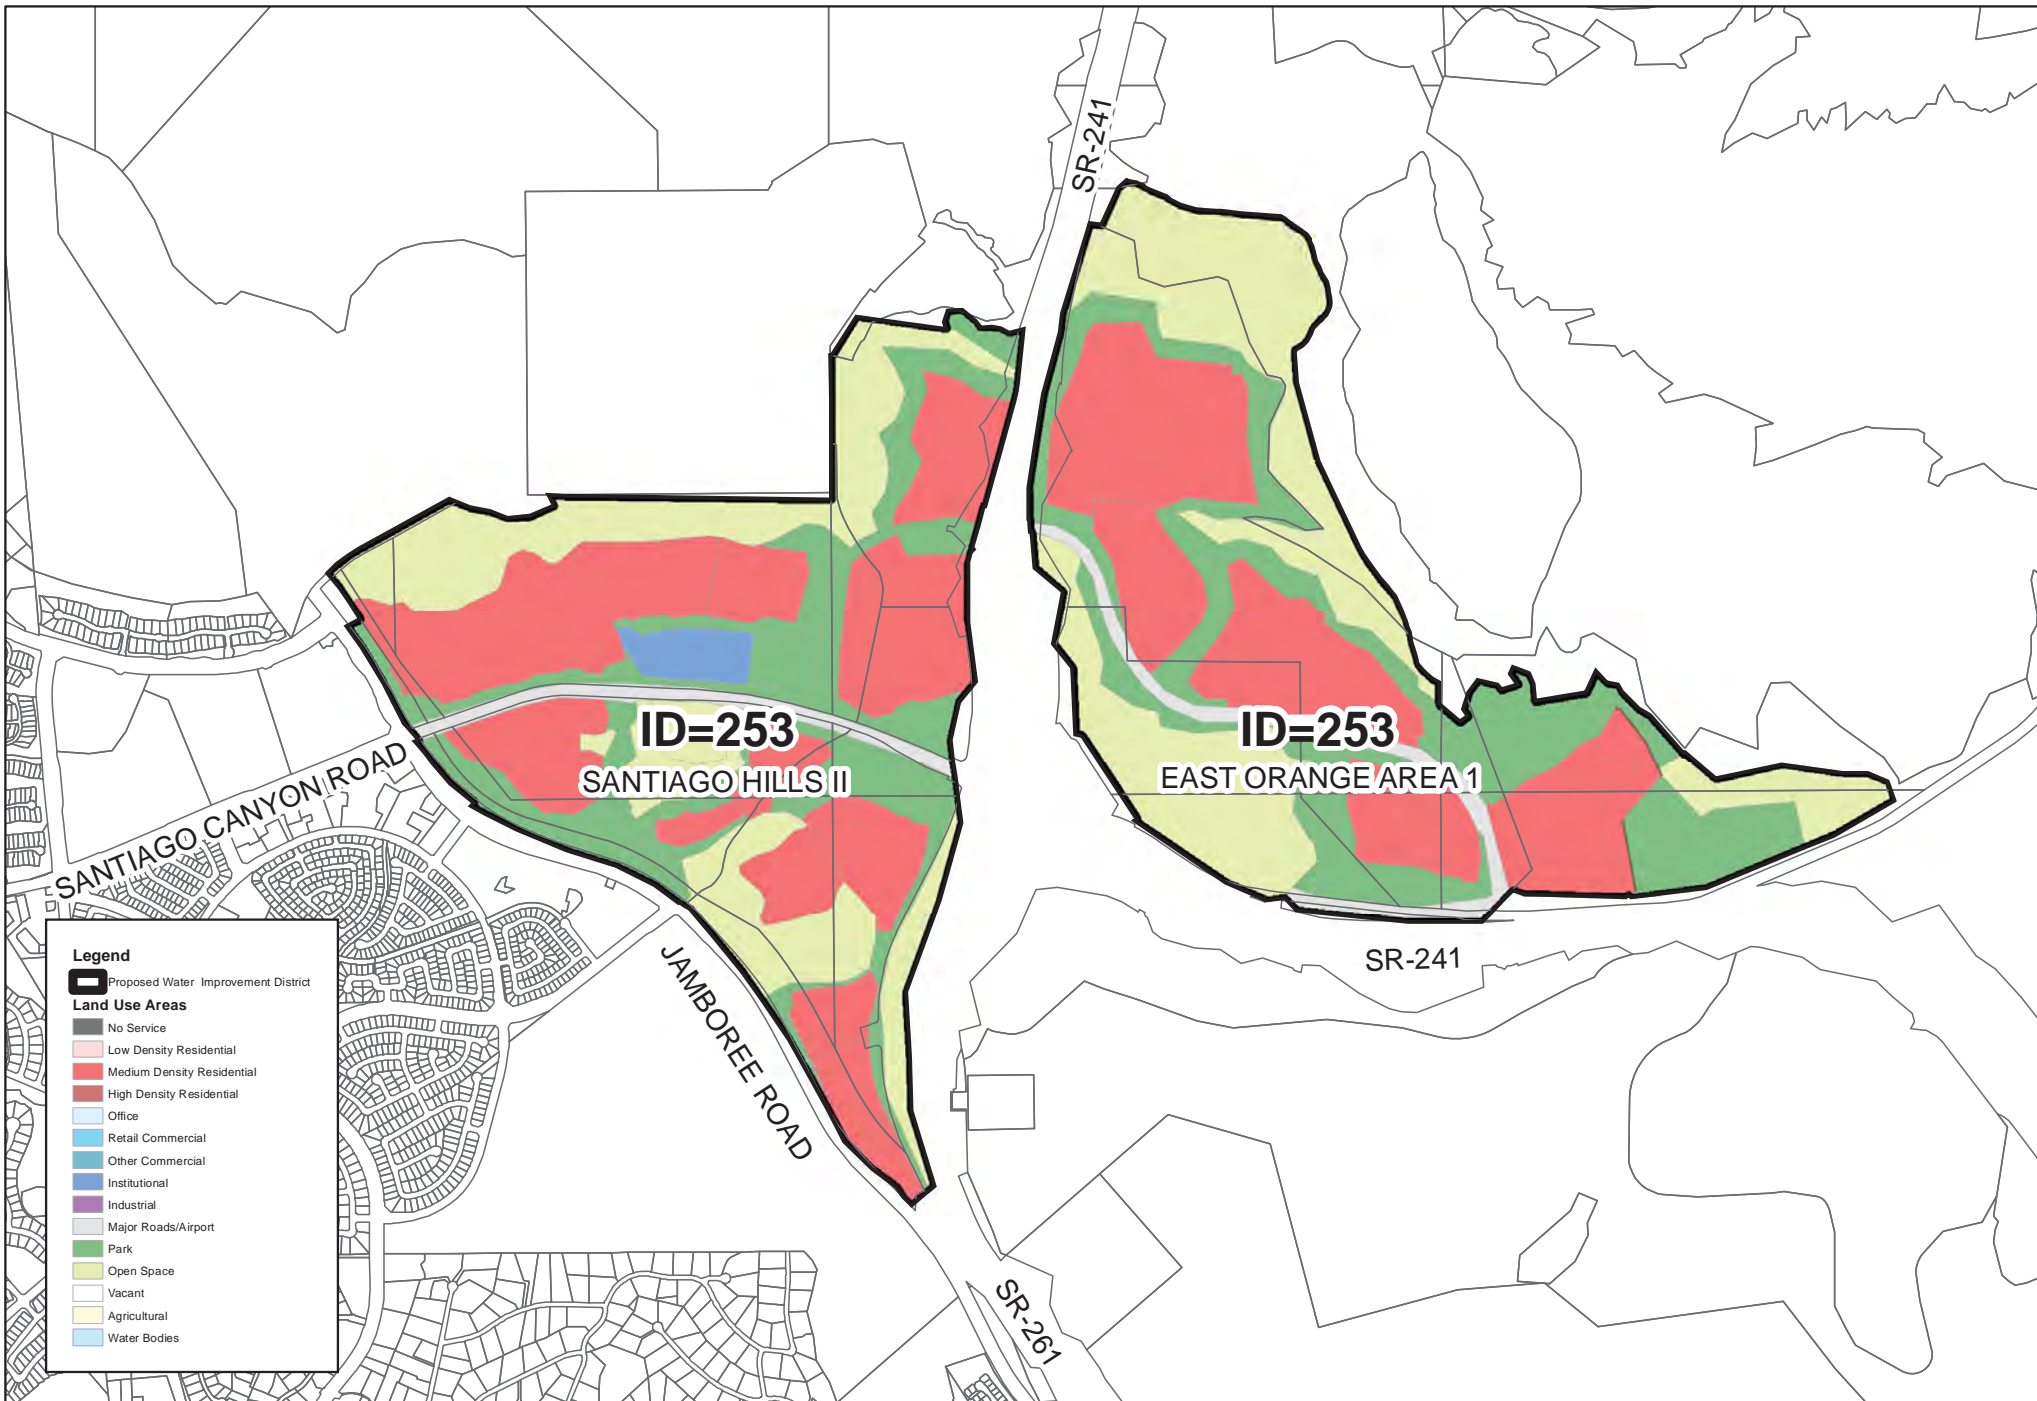 SR-241
ID=253
SANTIAGO HILLS II
ID=253
EAST ORANGE AREA 1
SANTIAGO CANYON ROAD
JAMBOREE ROAD
SR-241
SR-261
Legend
Proposed Water Improvement District
Land Use Areas
No Service
Low Density Residential
Medium Density Residential
High Density Residential
Office
Retail Commercial
Other Commercial
Institutional
Industrial
Major Roads/Airport
Park
Open Space
Vacant
Agricultural
Water Bodies